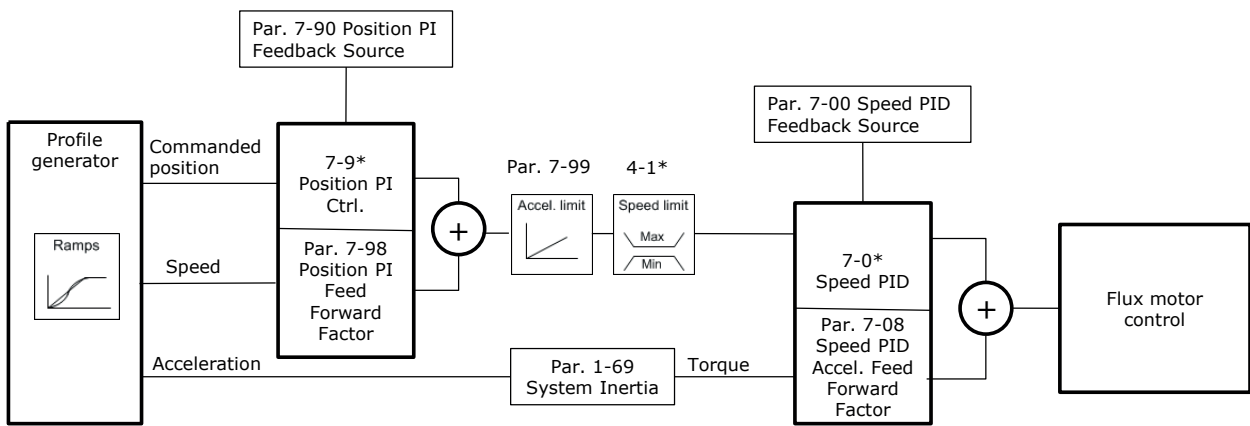 Par. 7-90 Position PI
Feedback Source
Par. 7-00 Speed PID
Feedback Source
Profile
generator
Ramps
Commanded
position
Speed
Acceleration
7-9*
Position PI
Ctrl.
Par. 7-98
Position PI
Feed
Forward
Factor
+
Par. 7-99
Accel. limit
4-1*
Speed limit
Max
Min
Par. 1-69
System Inertia
Torque
7-0*
Speed PID
Par. 7-08
Speed PID
Accel. Feed
Forward
Factor
+
Flux motor
control